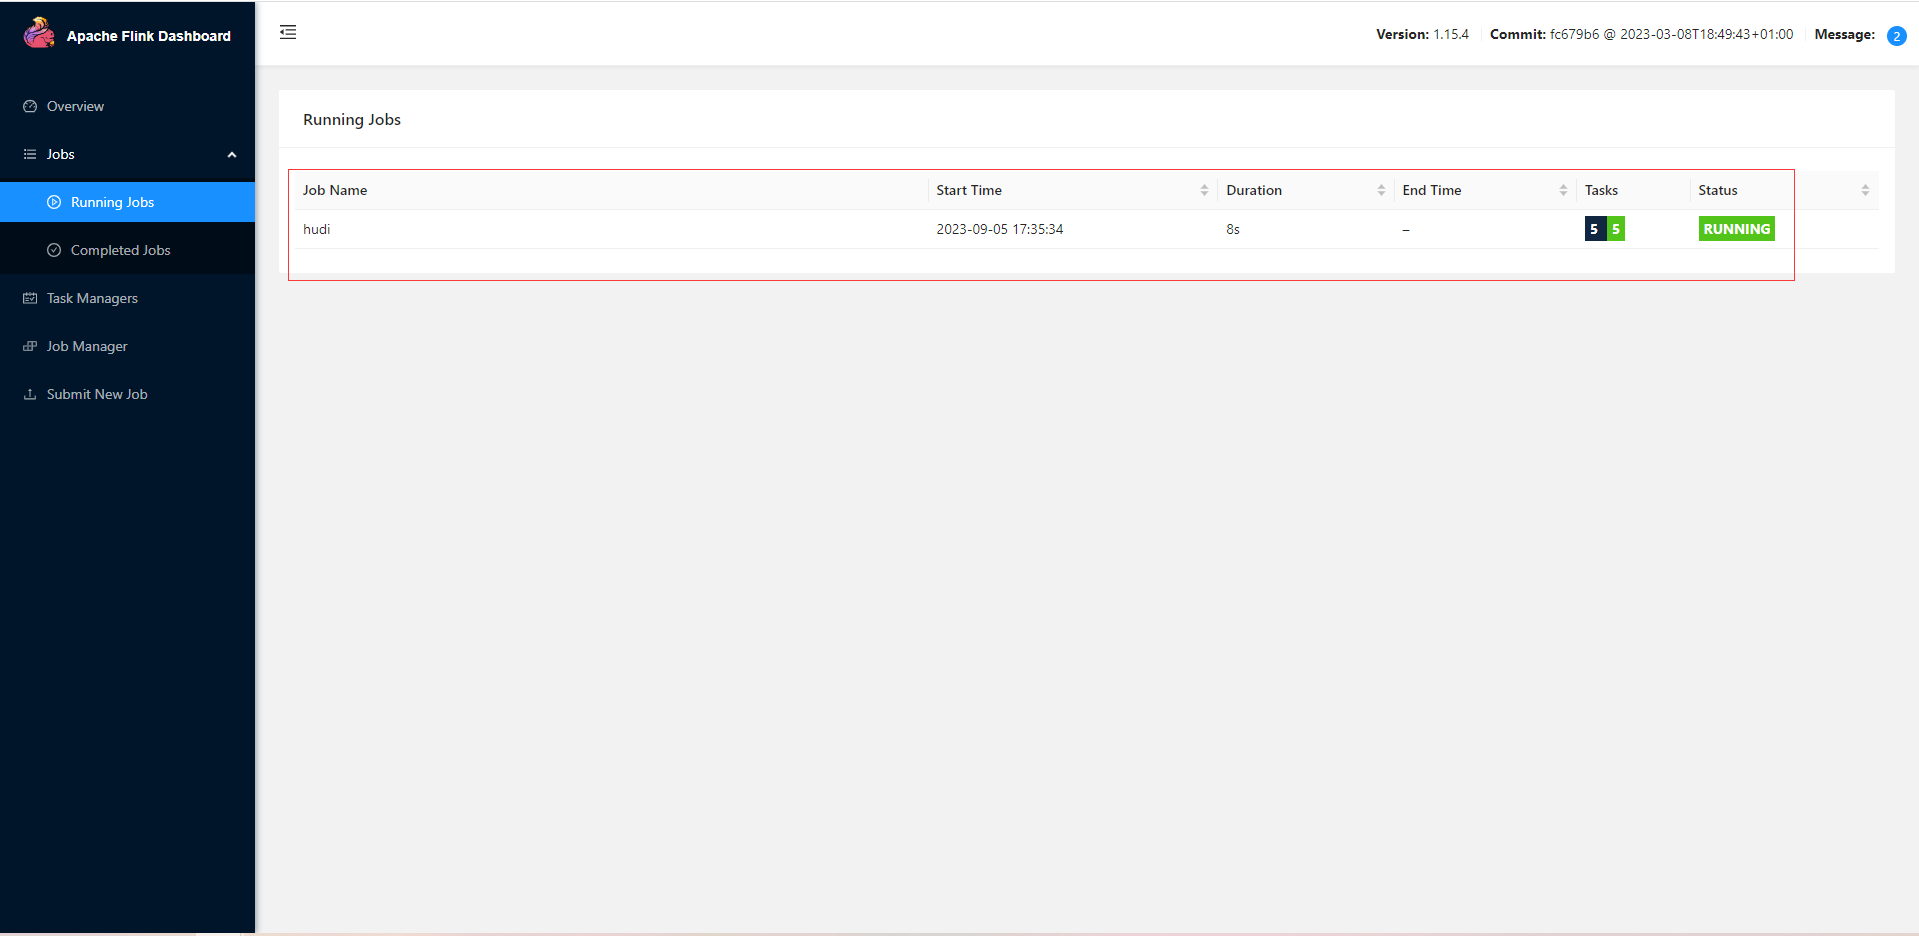 Apache Flink Dashboard
Version: 1.15.4 Commit: fc679b6 @ 2023-03-08T18:49:43+01:00 Message: 2
Overview
Jobs
Running Jobs
Completed Jobs
Task Managers
Job Manager
Submit New Job
Running Jobs
Job Name Start Time Duration End Time Tasks Status
hudi 2023-09-05 17:35:34 8s – 5 5 RUNNING